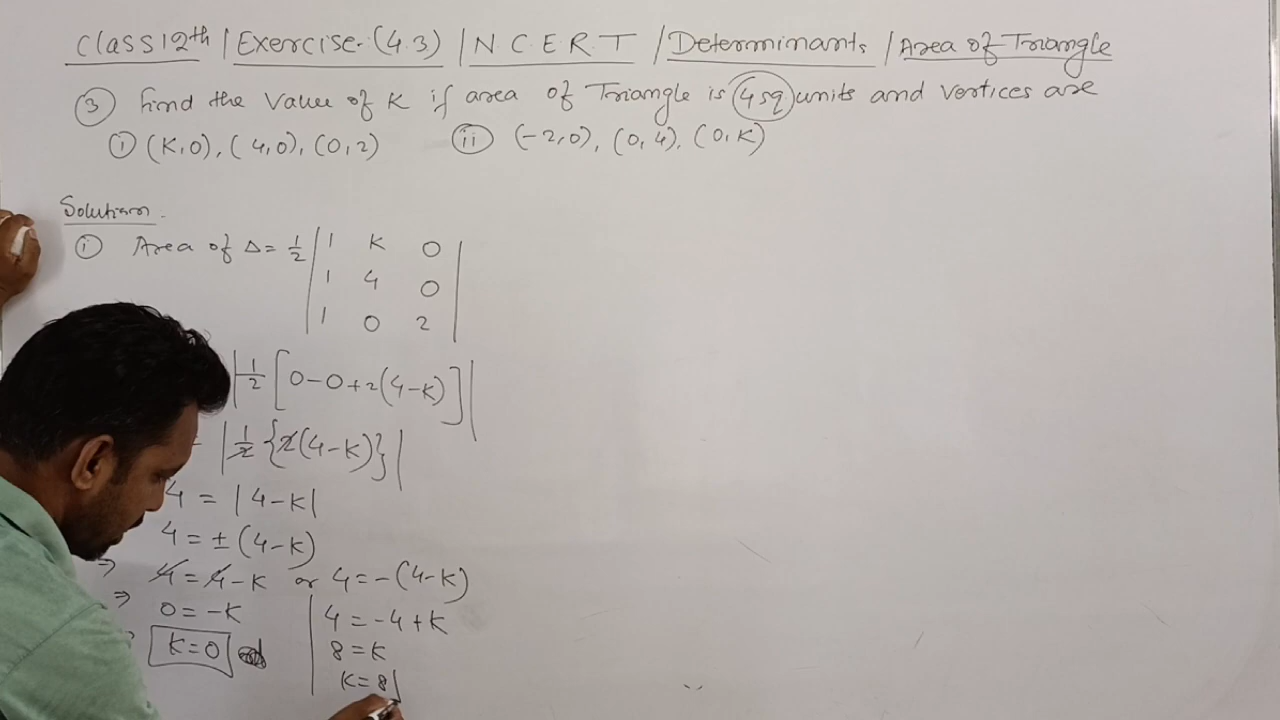 Class 12th / Exercise.(4.3) / N.C.E.R.T / Determinants / Area of Triangle
③ Find the Value of K if area of Triangle is 4 sq units and vertices are
ⓘ (K,0), (4,0), (0,2) ⓘⓘ (-2,0), (0,4), (0,K)
Solution.
ⓘ Area of Δ = 1/2 | 1 K 0
1 4 0
1 0 2 |
| 1/2 [0-0+2(4-K)] |
= | 1/2 {2(4-K)} |
4 = |4-K|
4 = ±(4-K)
⇒ 4 = 4-K or 4 = -(4-K)
⇒ 0 = -K | 4 = -4+K
K=0 | 8 = K
K=8